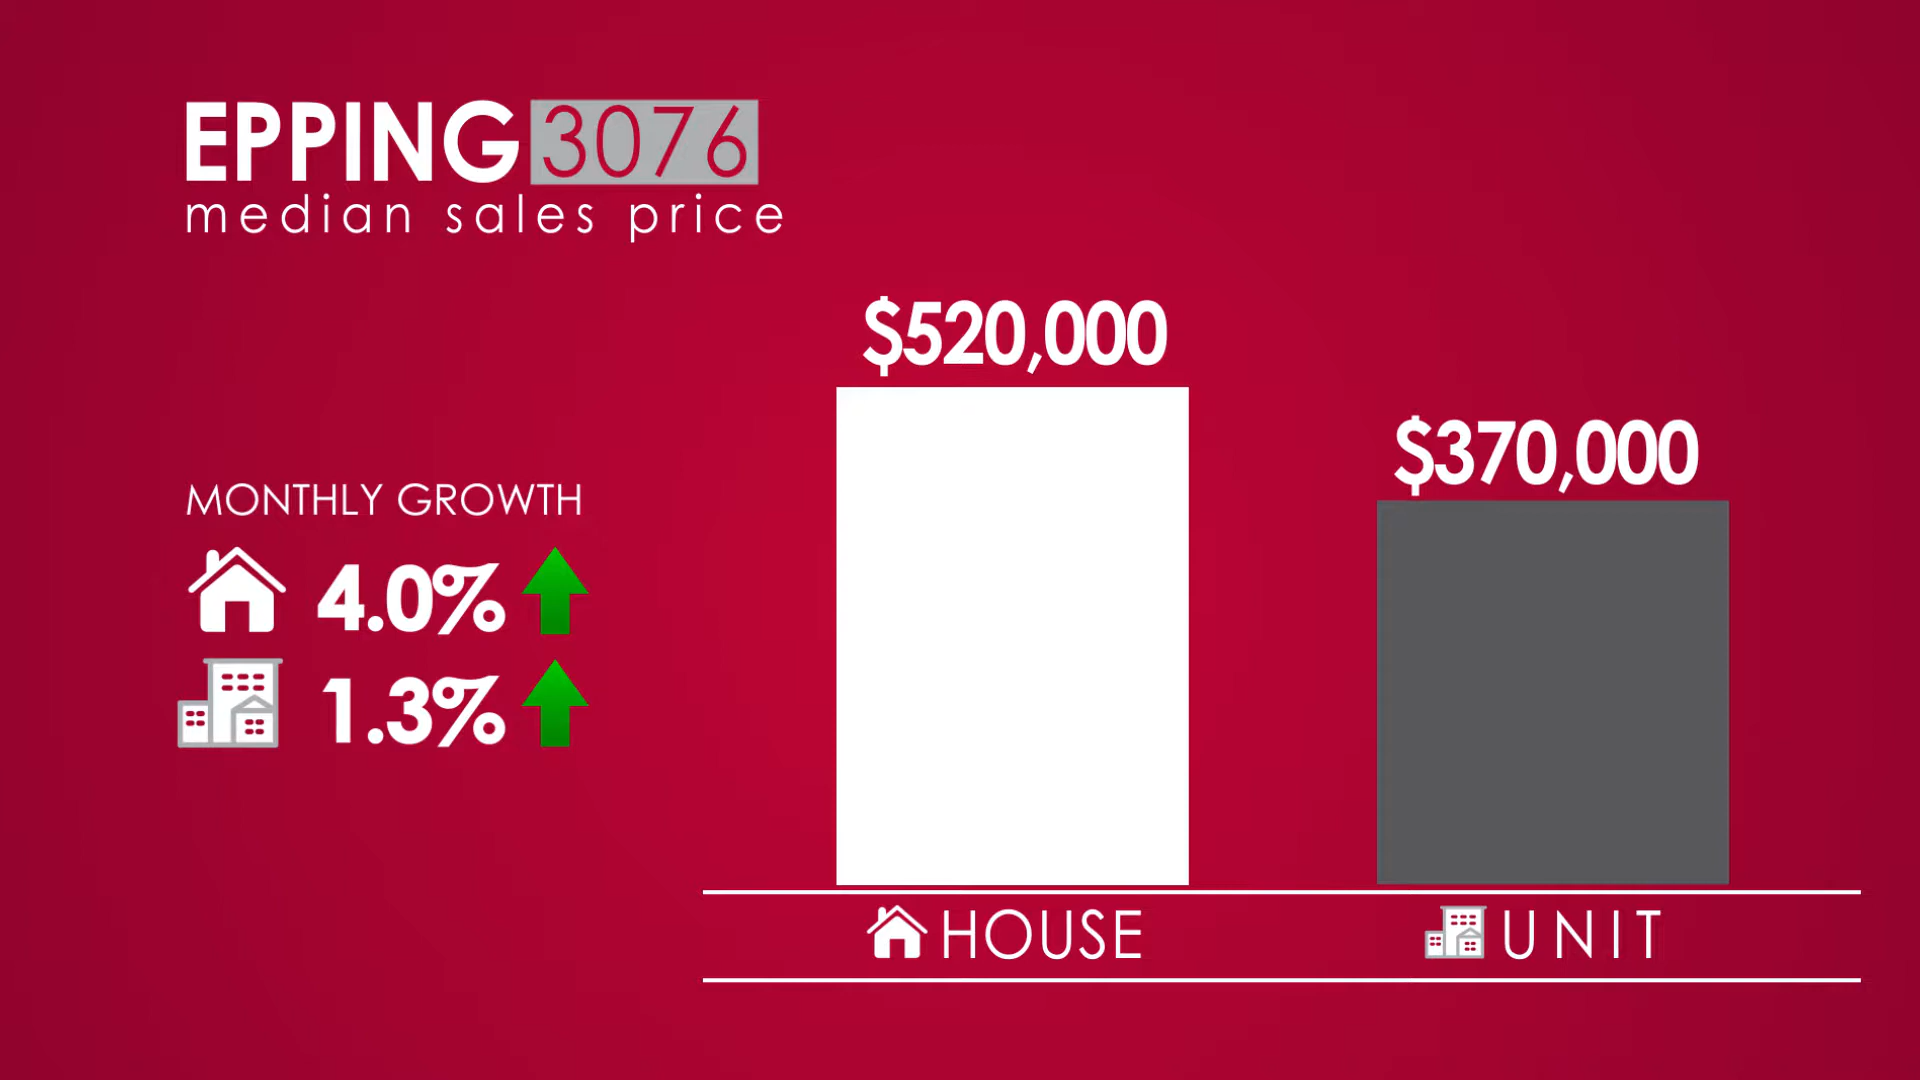 EPPING 3076
median sales price
$520,000
$370,000
MONTHLY GROWTH
4.0%
1.3%
HOUSE
UNIT